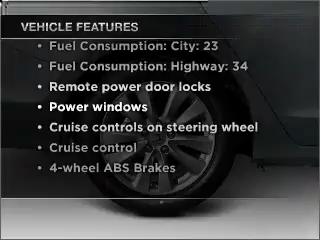 VEHICLE FEATURES
• Fuel Consumption: City: 23
• Fuel Consumption: Highway: 34
• Remote power door locks
• Power windows
• Cruise controls on steering wheel
• Cruise control
• 4-wheel ABS Brakes